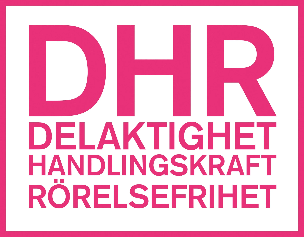 DHR
DELAKTIGHET
HANDLINGSKRAFT
RÖRELSEFRIHET